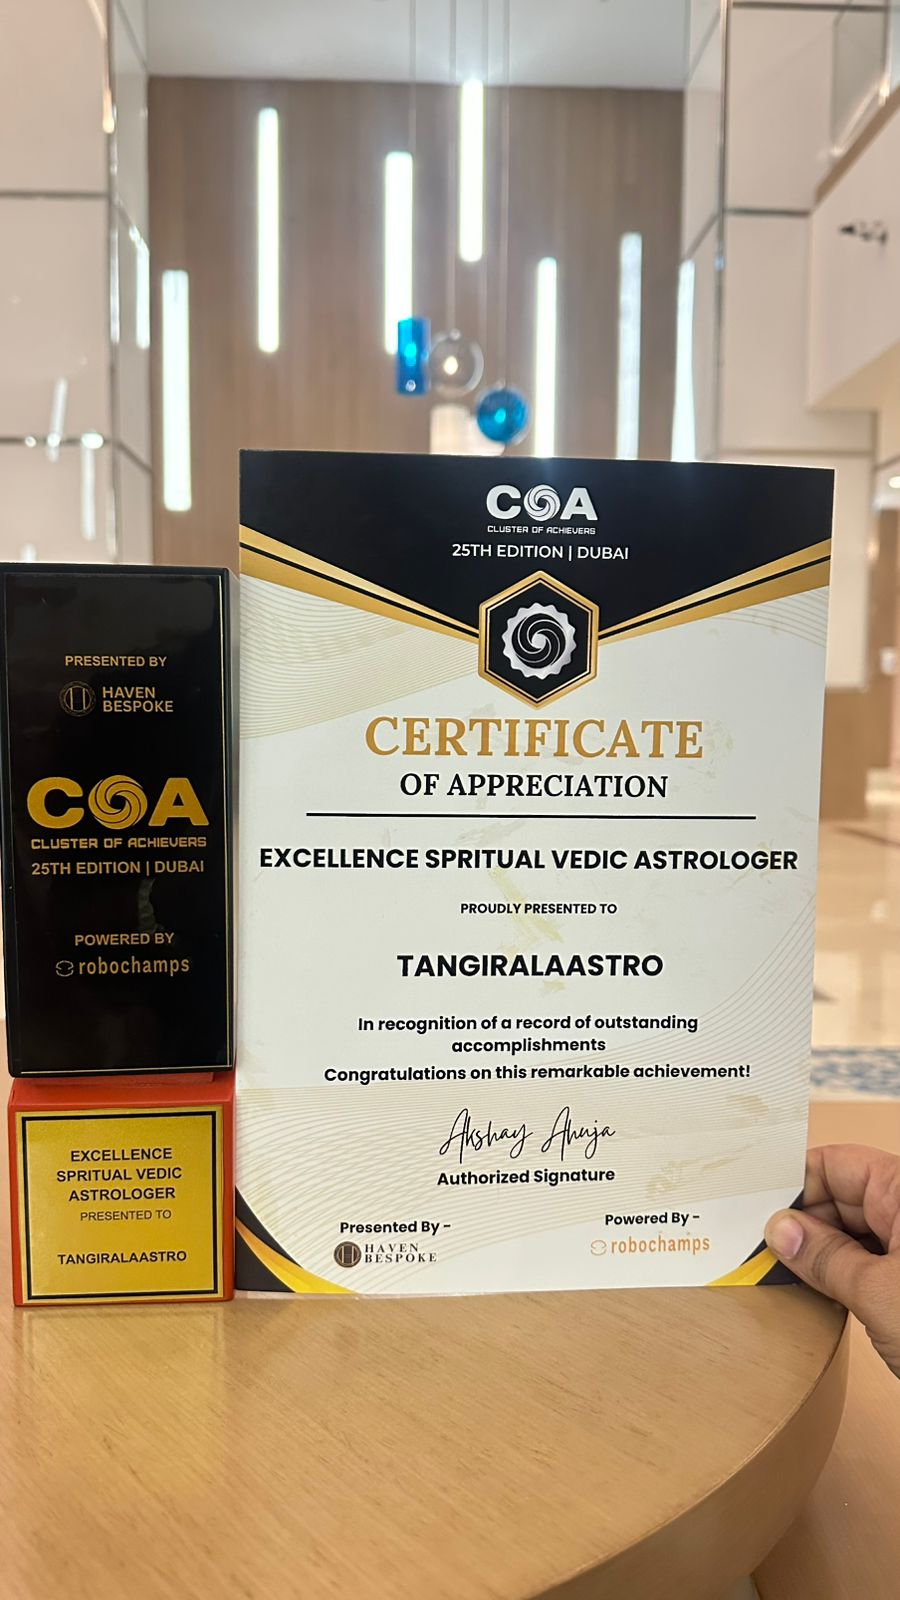 PRESENTED BY
HAVEN
BESPOKE
COA
CLUSTER OF ACHIEVERS
25TH EDITION | DUBAI
POWERED BY
robochamps
EXCELLENCE
SPRITUAL VEDIC
ASTROLOGER
PRESENTED TO
TANGIRALAASTRO
COA
CLUSTER OF ACHIEVERS
25TH EDITION | DUBAI
CERTIFICATE
OF APPRECIATION
EXCELLENCE SPRITUAL VEDIC ASTROLOGER
PROUDLY PRESENTED TO
TANGIRALAASTRO
In recognition of a record of outstanding
accomplishments
Congratulations on this remarkable achievement!
Akshay Ahuja
Authorized Signature
Presented By -
HAVEN
BESPOKE
Powered By -
robochamps